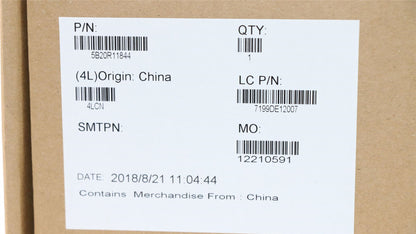 P/N:
QTY:
5B20R11844
1
(4L)Origin: China
LC P/N:
4LCN
7199DE12007
SMTPN:
MO:
12210591
DATE: 2018/8/21 11:04:44
Contains Merchandise From : China